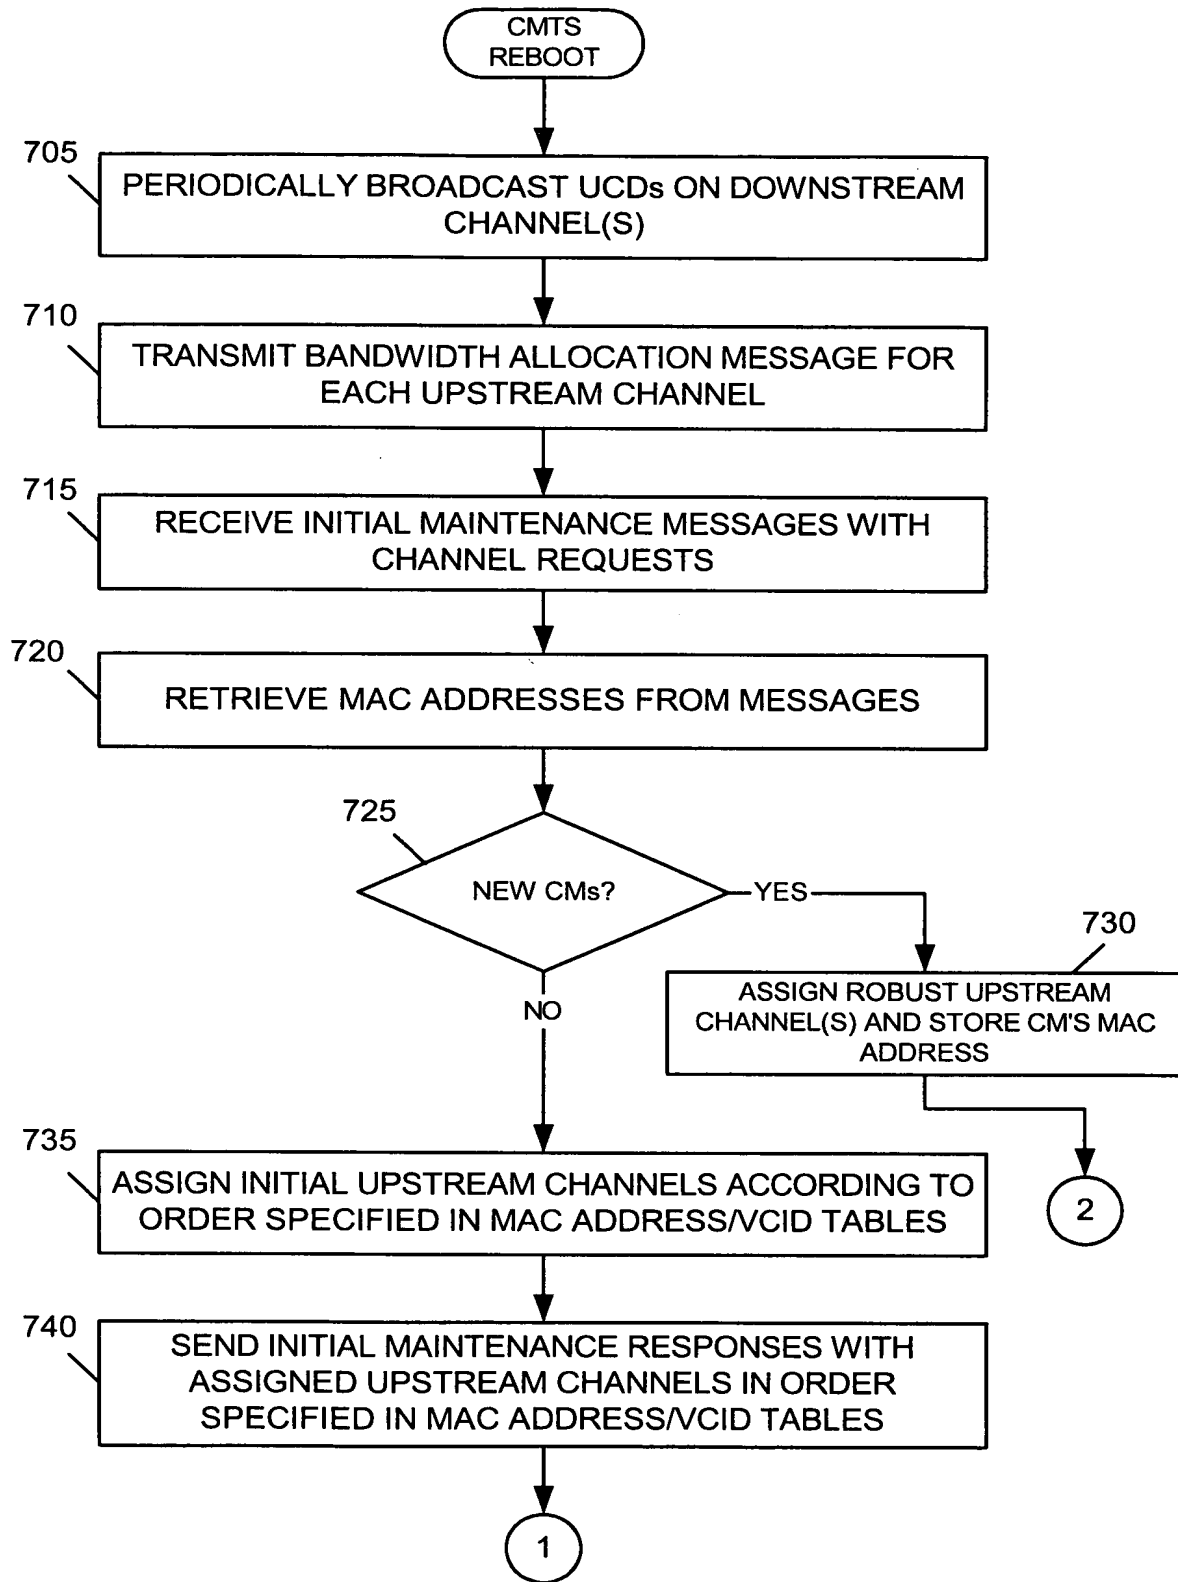 CMTS
REBOOT
705
PERIODICALLY BROADCAST UCDs ON DOWNSTREAM
CHANNEL(S)
710
TRANSMIT BANDWIDTH ALLOCATION MESSAGE FOR
EACH UPSTREAM CHANNEL
715
RECEIVE INITIAL MAINTENANCE MESSAGES WITH
CHANNEL REQUESTS
720
RETRIEVE MAC ADDRESSES FROM MESSAGES
725
NEW CMs?
YES
730
ASSIGN ROBUST UPSTREAM
CHANNEL(S) AND STORE CM'S MAC
ADDRESS
2
NO
735
ASSIGN INITIAL UPSTREAM CHANNELS ACCORDING TO
ORDER SPECIFIED IN MAC ADDRESS/VCID TABLES
740
SEND INITIAL MAINTENANCE RESPONSES WITH
ASSIGNED UPSTREAM CHANNELS IN ORDER
SPECIFIED IN MAC ADDRESS/VCID TABLES
1